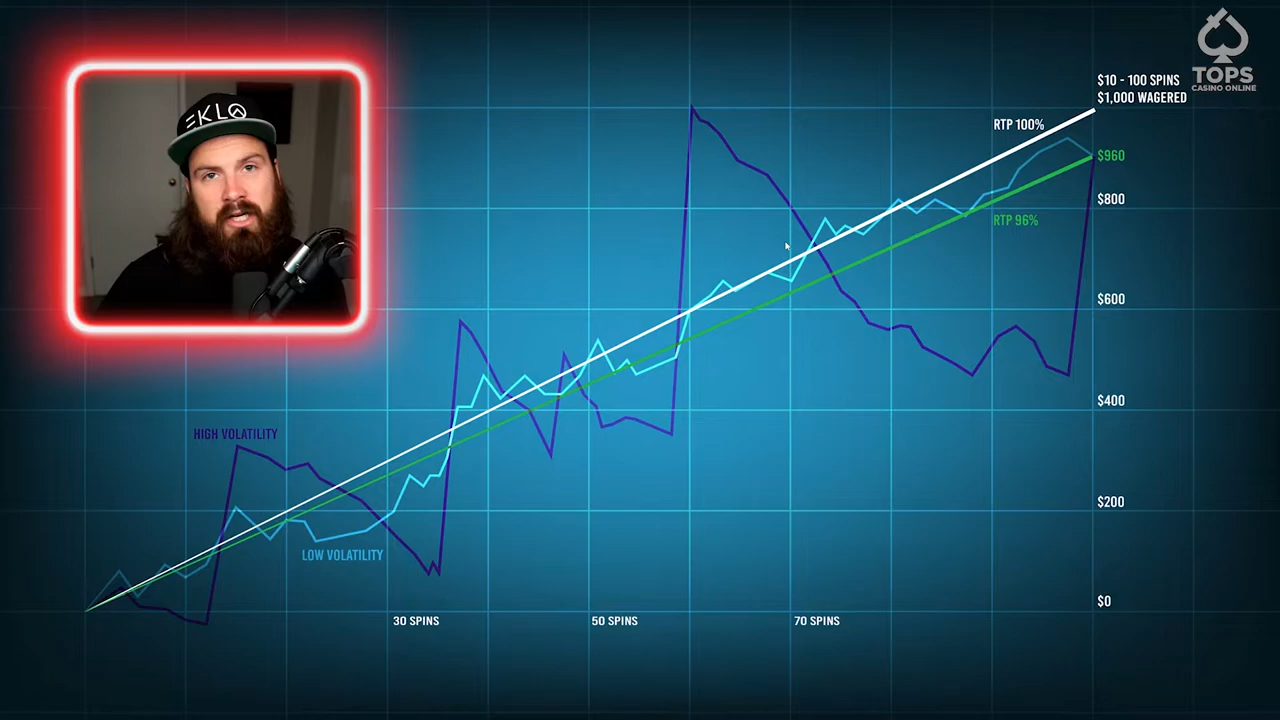 EKLO
TOPS
CASINO ONLINE
$10 - 100 SPINS
$1,000 WAGERED
RTP 100%
$960
$800
RTP 96%
$600
$400
HIGH VOLATILITY
$200
LOW VOLATILITY
$0
30 SPINS
50 SPINS
70 SPINS